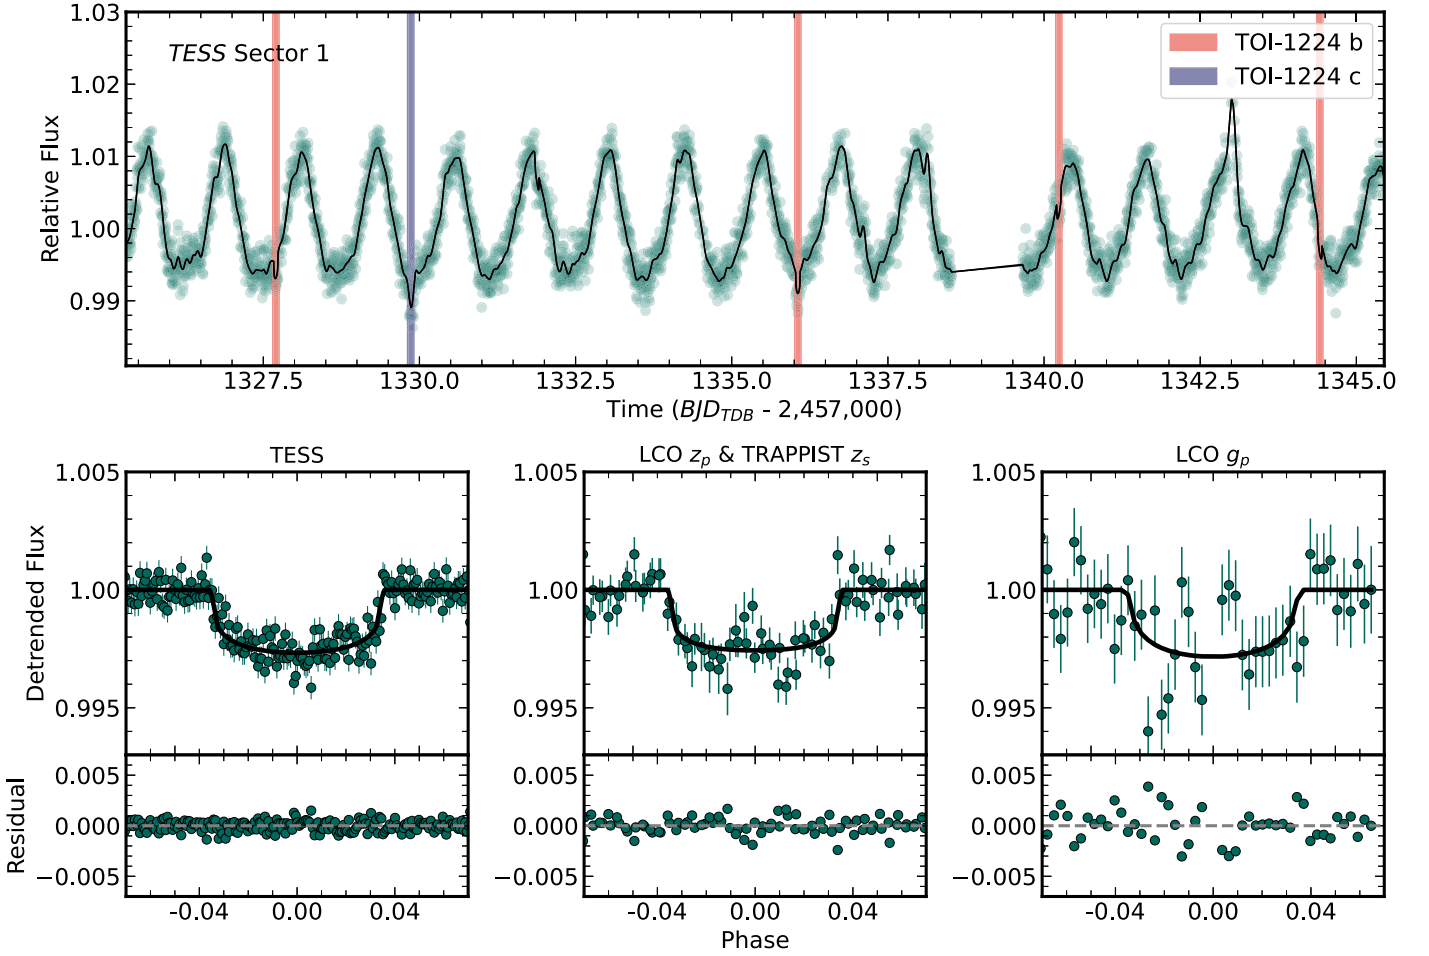 1.03
1.02
1.01
1.00
0.99
Relative Flux
TESS Sector 1
TOI-1224 b
TOI-1224 c
1327.5 1330.0 1332.5 1335.0 1337.5 1340.0 1342.5 1345.0
Time (BJD_TDB - 2,457,000)
TESS
LCO z_p & TRAPPIST z_s
LCO g_p
1.005 1.005 1.005
1.00 1.00 1.00
0.995 0.995 0.995
Detrended Flux
0.005 0.005 0.005
0.000 0.000 0.000
−0.005 −0.005 −0.005
Residual
-0.04 0.00 0.04 -0.04 0.00 0.04 -0.04 0.00 0.04
Phase